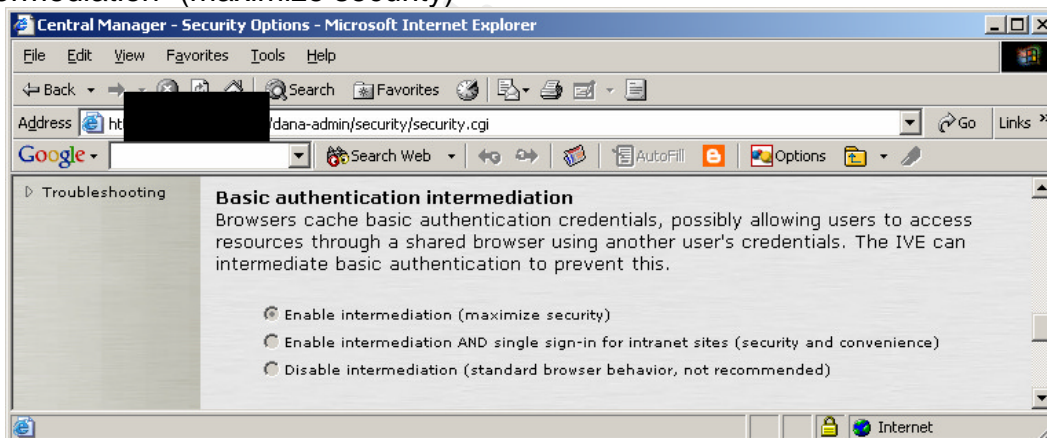 ermediation" (maximize security)
Central Manager - Security Options - Microsoft Internet Explorer
File Edit View Favorites Tools Help
Back Search Favorites
Address ht /dana-admin/security/security.cgi Go Links »
Google Search Web AutoFill Options
Troubleshooting
Basic authentication intermediation
Browsers cache basic authentication credentials, possibly allowing users to access
resources through a shared browser using another user's credentials. The IVE can
intermediate basic authentication to prevent this.
Enable intermediation (maximize security)
Enable intermediation AND single sign-in for intranet sites (security and convenience)
Disable intermediation (standard browser behavior, not recommended)
Internet